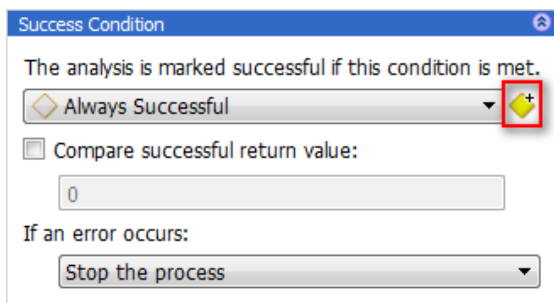 Success Condition
The analysis is marked successful if this condition is met.
Always Successful
Compare successful return value:
0
If an error occurs:
Stop the process